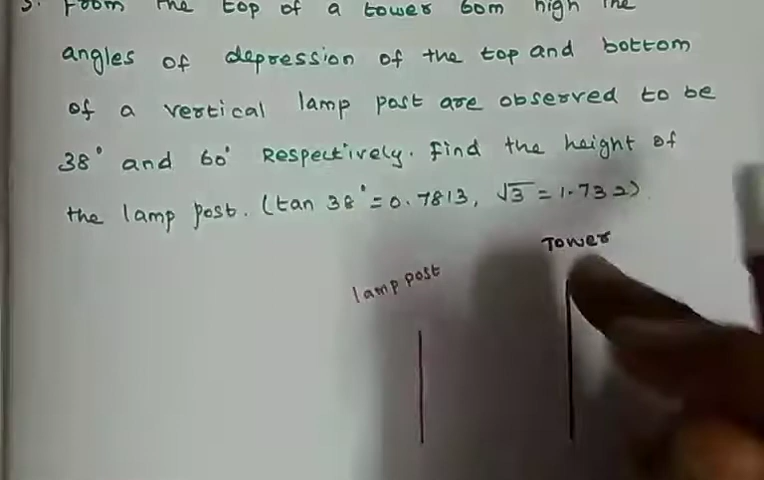 3. From the top of a tower 60m high the
angles of depression of the top and bottom
of a vertical lamp post are observed to be
38° and 60° Respectively. Find the height of
the lamp post. (tan 38° = 0.7813, √3 = 1.732)
Tower
lamp post